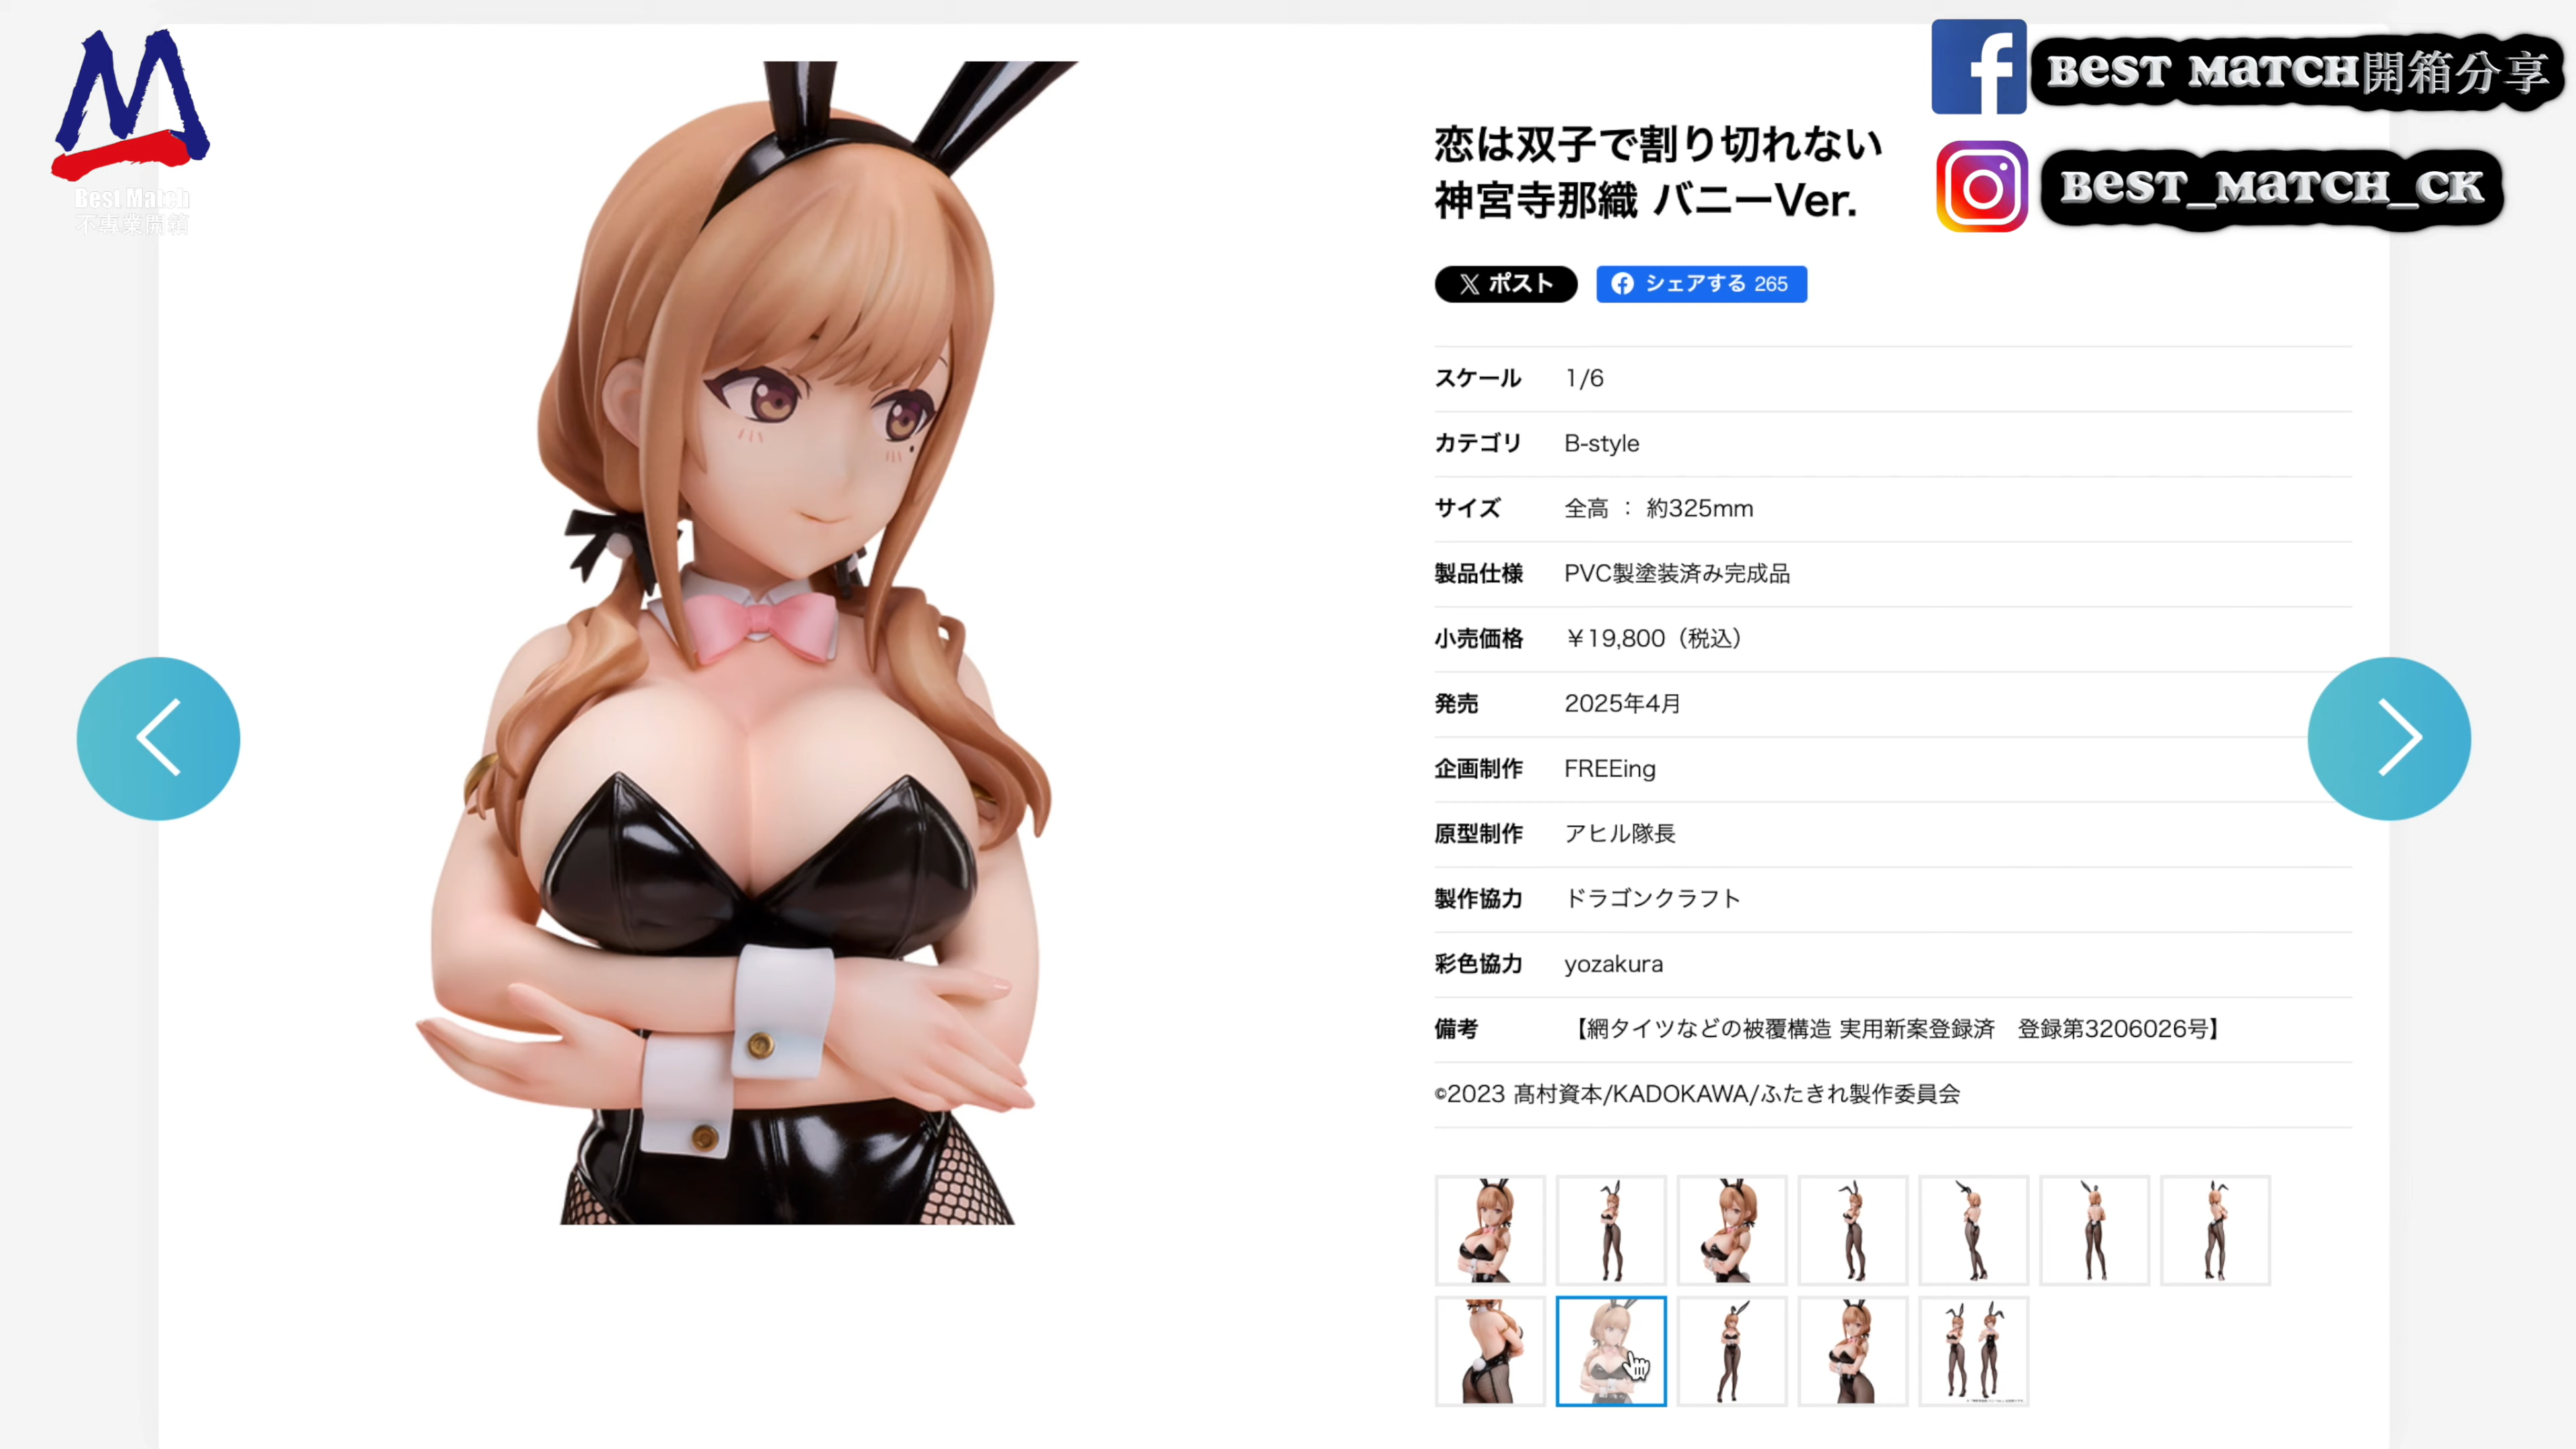 Best Match
不專業開箱
BEST MATCH開箱分享
BEST_MATCH_CK
恋は双子で割り切れない
神宮寺那織 バニーVer.
ポスト
シェアする 265
スケール 1/6
カテゴリ B-style
サイズ 全高 : 約325mm
製品仕様 PVC製塗装済み完成品
小売価格 ￥19,800（税込）
発売 2025年4月
企画制作 FREEing
原型制作 アヒル隊長
製作協力 ドラゴンクラフト
彩色協力 yozakura
備考 【網タイツなどの被覆構造 実用新案登録済　登録第3206026号】
©2023 髙村資本/KADOKAWA/ふたきれ製作委員会